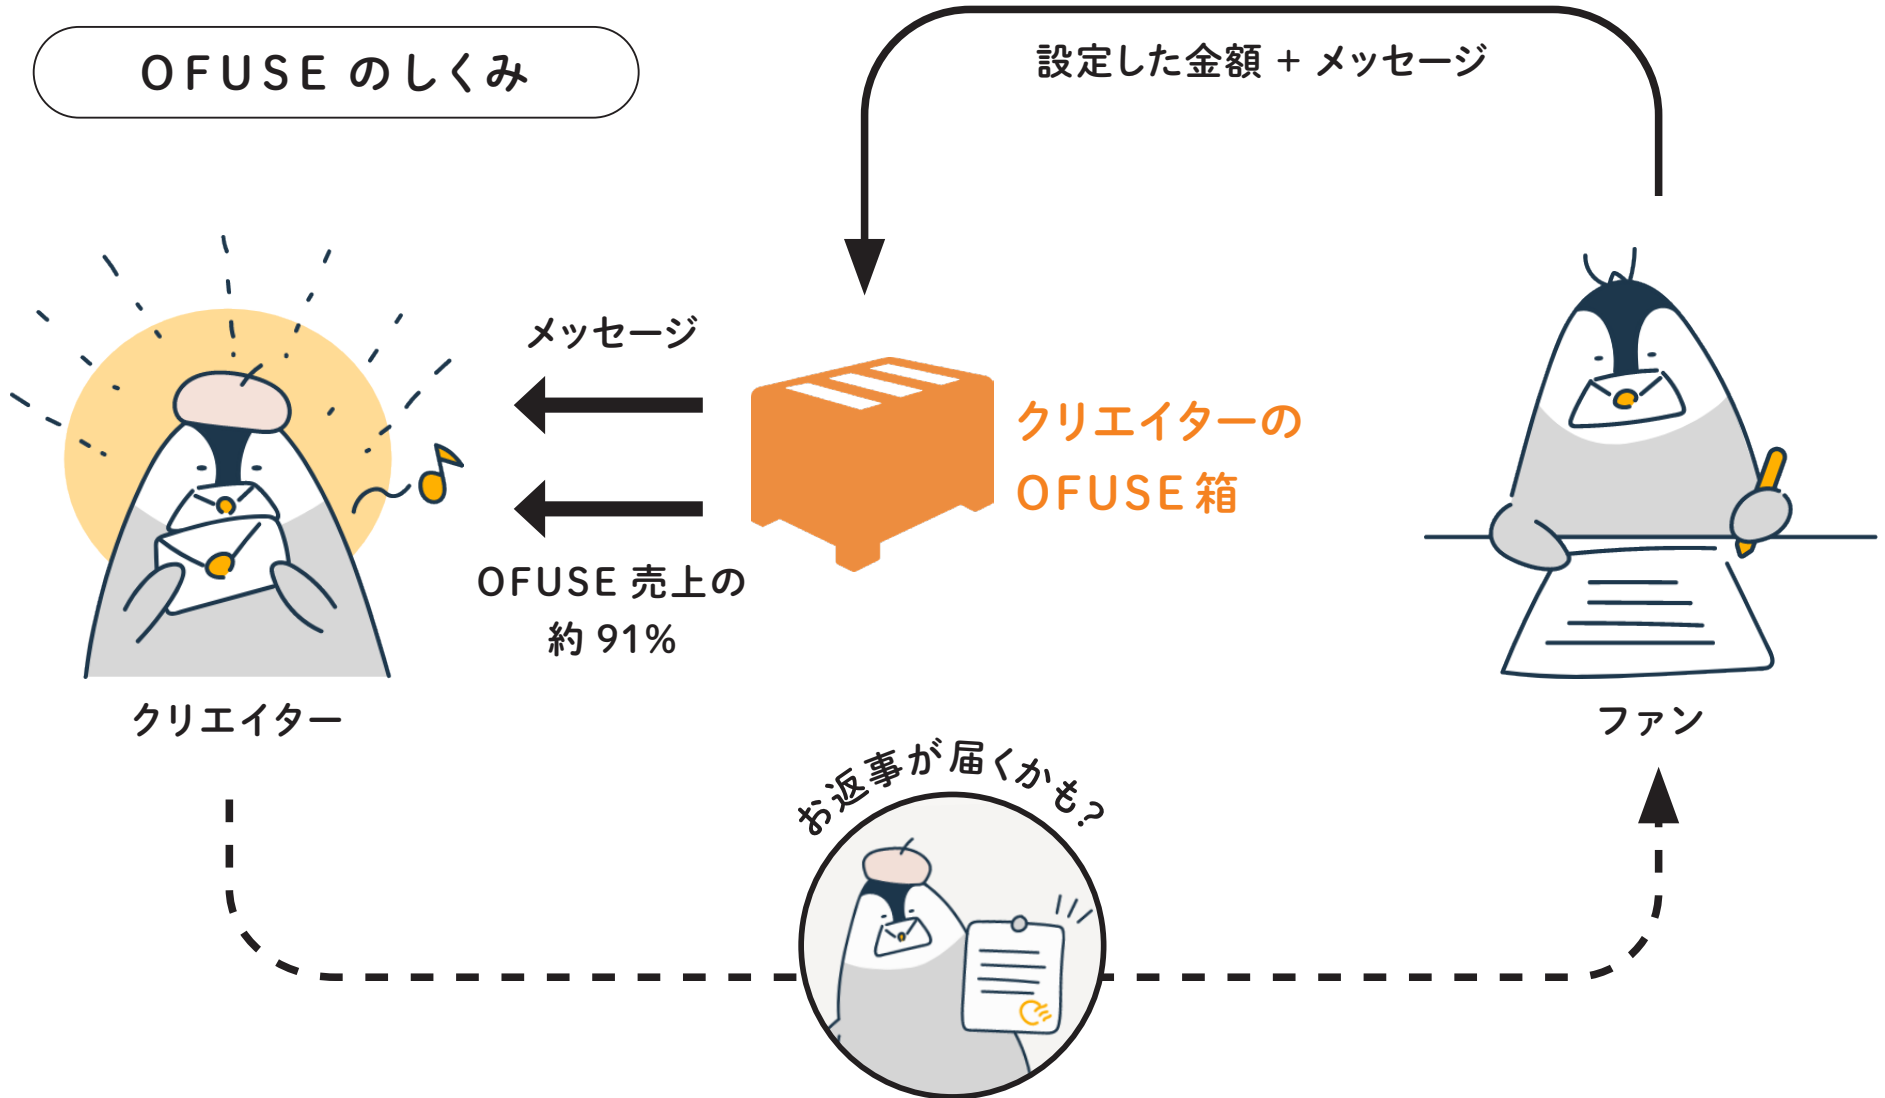 OFUSE のしくみ
設定した金額 + メッセージ
メッセージ
クリエイターの
OFUSE 箱
OFUSE 売上の
約 91%
クリエイター
ファン
お返事が届くかも?